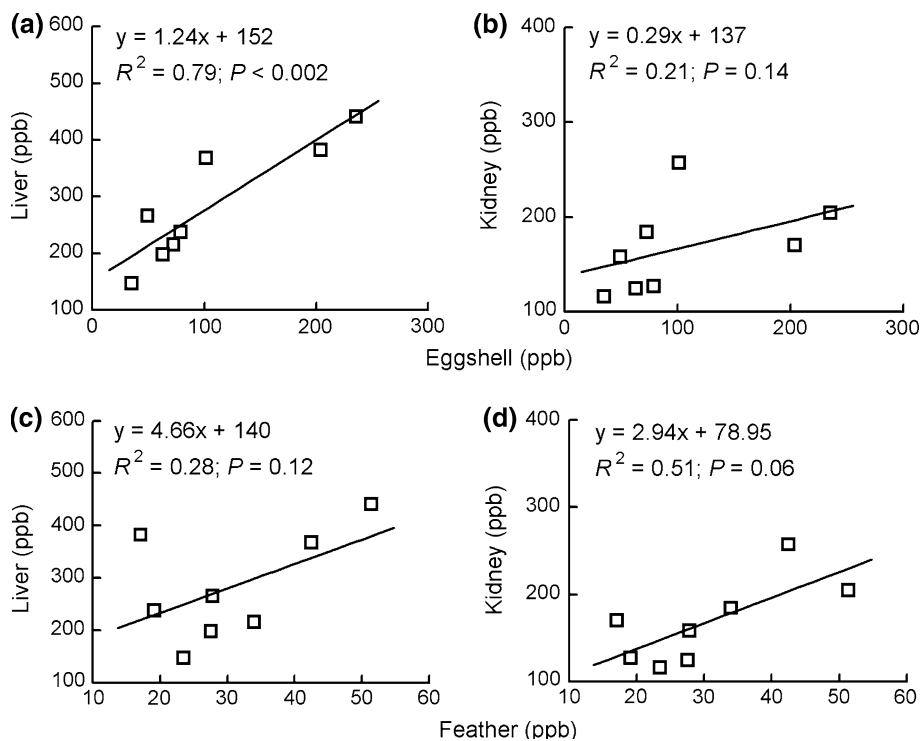 (a)
y = 1.24x + 152
R² = 0.79; P < 0.002
600
500
400
300
200
100
Liver (ppb)
0 100 200 300
(b)
y = 0.29x + 137
R² = 0.21; P = 0.14
400
300
200
100
Kidney (ppb)
0 100 200 300
Eggshell (ppb)
(c)
y = 4.66x + 140
R² = 0.28; P = 0.12
600
500
400
300
200
100
Liver (ppb)
10 20 30 40 50 60
(d)
y = 2.94x + 78.95
R² = 0.51; P = 0.06
400
300
200
100
Kidney (ppb)
10 20 30 40 50 60
Feather (ppb)